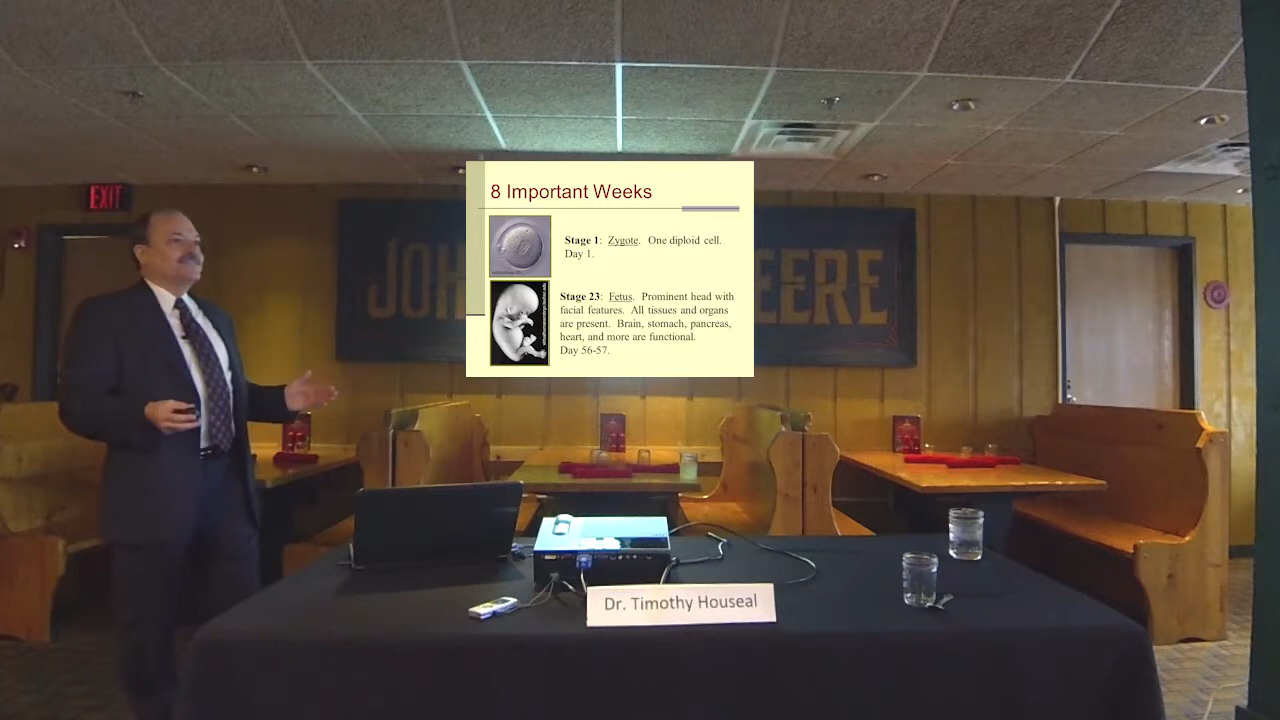 EXIT
JOH
EERE
8 Important Weeks
Stage 1: Zygote. One diploid cell.
Day 1.
Stage 23: Fetus. Prominent head with
facial features. All tissues and organs
are present. Brain, stomach, pancreas,
heart, and more are functional.
Day 56-57.
Dr. Timothy Houseal